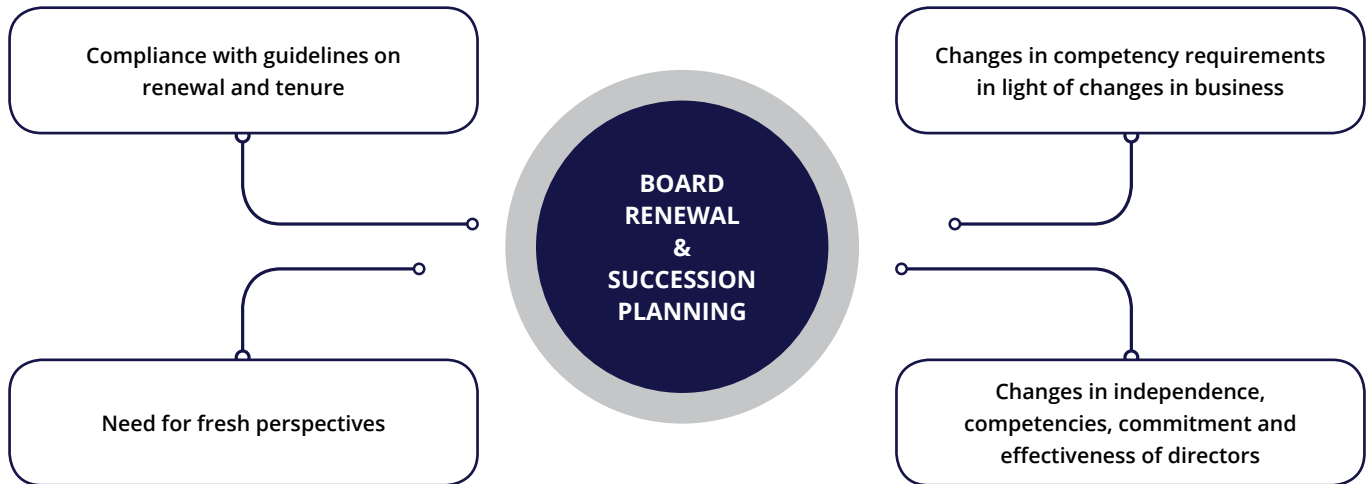 Compliance with guidelines on
renewal and tenure
Changes in competency requirements
in light of changes in business
BOARD
RENEWAL
&
SUCCESSION
PLANNING
Need for fresh perspectives
Changes in independence,
competencies, commitment and
effectiveness of directors